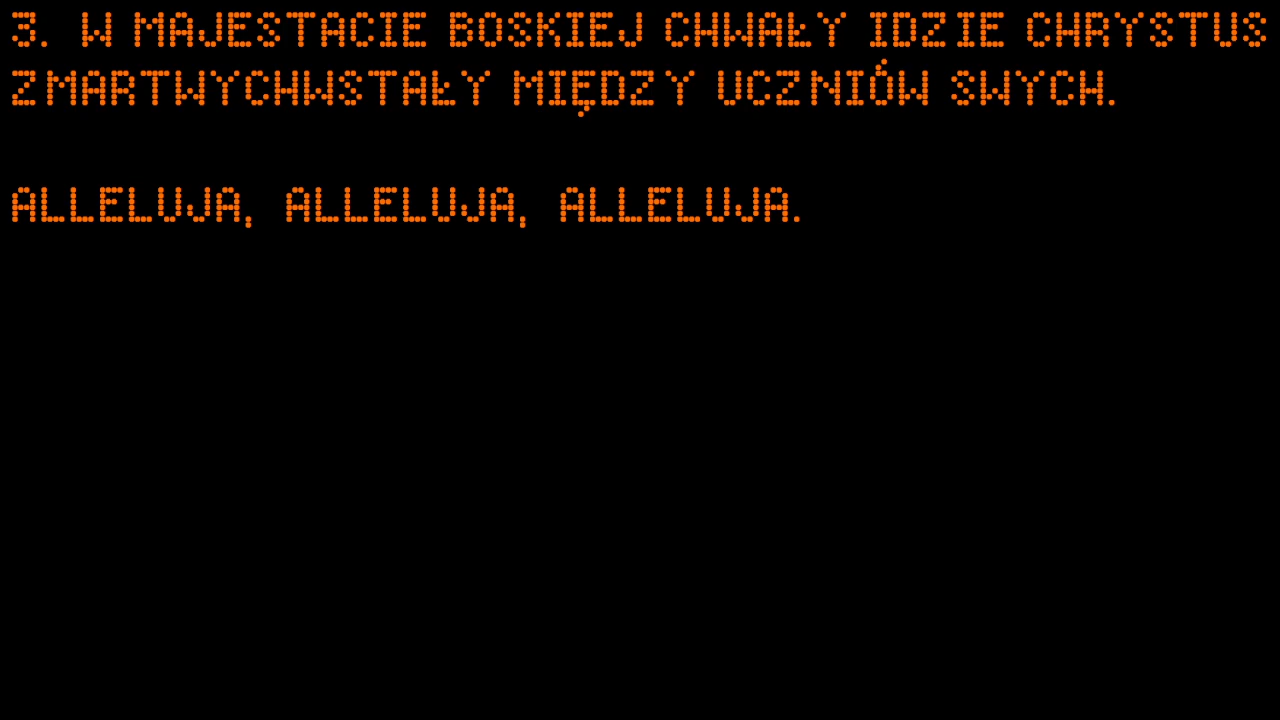 3. W MAJESTACIE BOSKIEJ CHWAŁY IDZIE CHRYSTUS
ZMARTWYCHWSTAŁY MIĘDZY UCZNIÓW SWYCH.
ALLELUJA, ALLELUJA, ALLELUJA.